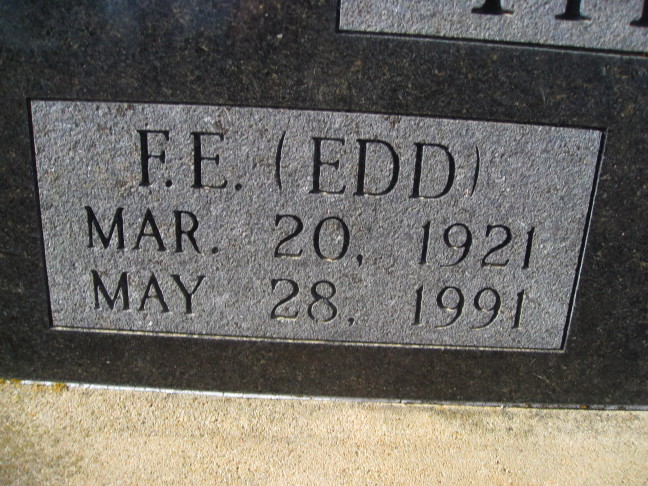 F.E. (EDD)
MAR. 20, 1921
MAY 28, 1991